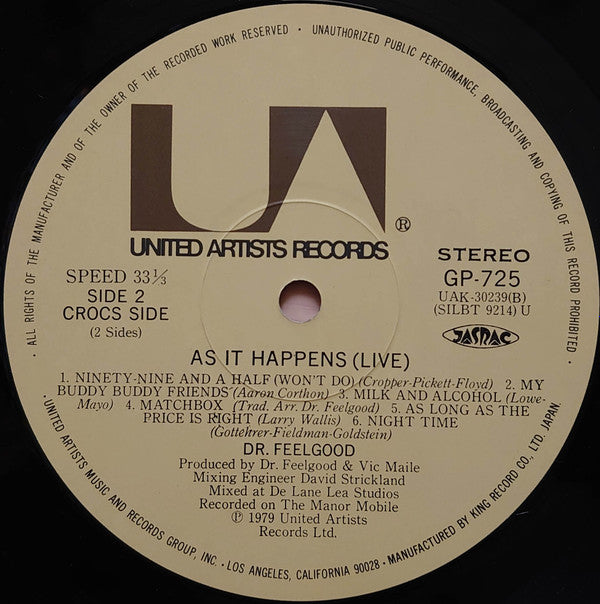 · ALL RIGHTS OF THE MANUFACTURER AND OF THE OWNER OF THE RECORDED WORK RESERVED · UNAUTHORIZED PUBLIC PERFORMANCE, BROADCASTING AND COPYING OF THIS RECORD PROHIBITED ·
UA
®
UNITED ARTISTS RECORDS
SPEED 33⅓
SIDE 2
CROCS SIDE
(2 Sides)
STEREO
GP-725
UAK-30239(B)
(SILBT 9214) U
JASRAC
AS IT HAPPENS (LIVE)
1. NINETY-NINE AND A HALF (WON'T DO) (Cropper-Pickett-Floyd) 2. MY
BUDDY BUDDY FRIENDS (Aaron Corthon) 3. MILK AND ALCOHOL (Lowe-
Mayo) 4. MATCHBOX (Trad. Arr. Dr. Feelgood) 5. AS LONG AS THE
PRICE IS RIGHT (Larry Wallis) 6. NIGHT TIME
(Gottehrer-Fieldman-Goldstein)
DR. FEELGOOD
Produced by Dr. Feelgood & Vic Maile
Mixing Engineer David Strickland
Mixed at De Lane Lea Studios
Recorded on The Manor Mobile
℗ 1979 United Artists
Records Ltd.
· UNITED ARTISTS MUSIC AND RECORDS GROUP, INC. · LOS ANGELES, CALIFORNIA 90028 · MANUFACTURED BY KING RECORD CO., LTD. JAPAN.